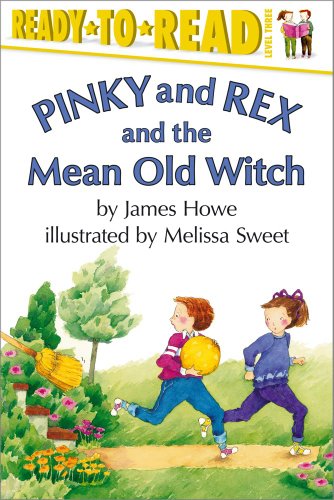 READY★TO★READ
LEVEL THREE
PINKY and REX
and the
Mean Old Witch
by James Howe
illustrated by Melissa Sweet